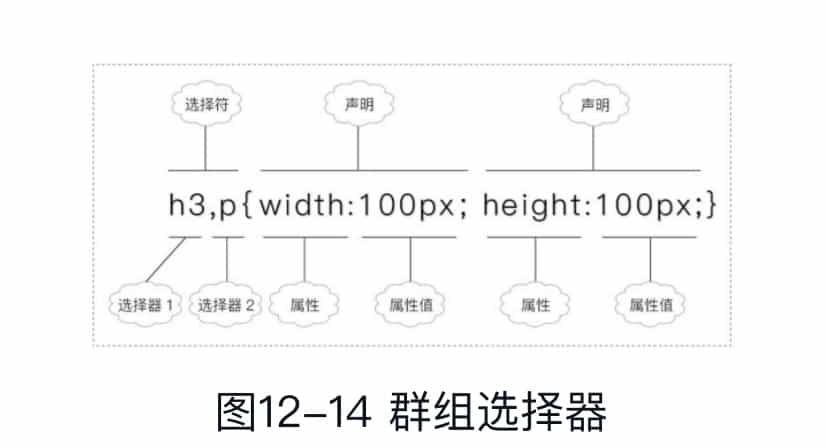 选择符 声明 声明
h3,p{width:100px; height:100px;}
选择器 1 选择器 2 属性 属性值 属性 属性值
图12-14 群组选择器